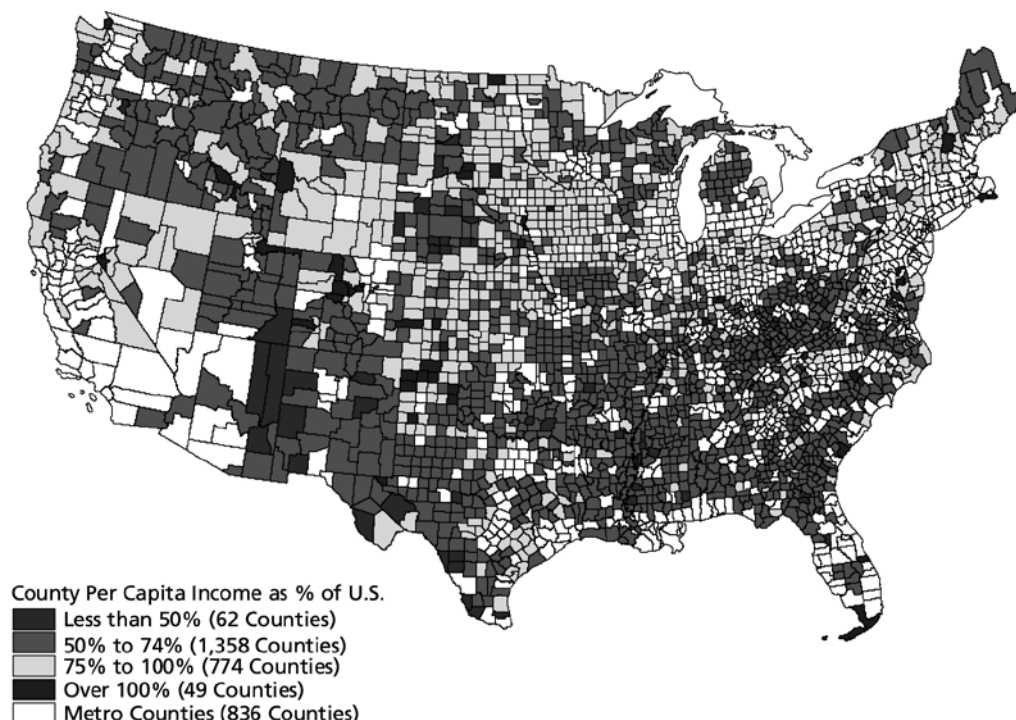 County Per Capita Income as % of U.S.
Less than 50% (62 Counties)
50% to 74% (1,358 Counties)
75% to 100% (774 Counties)
Over 100% (49 Counties)
Metro Counties (836 Counties)